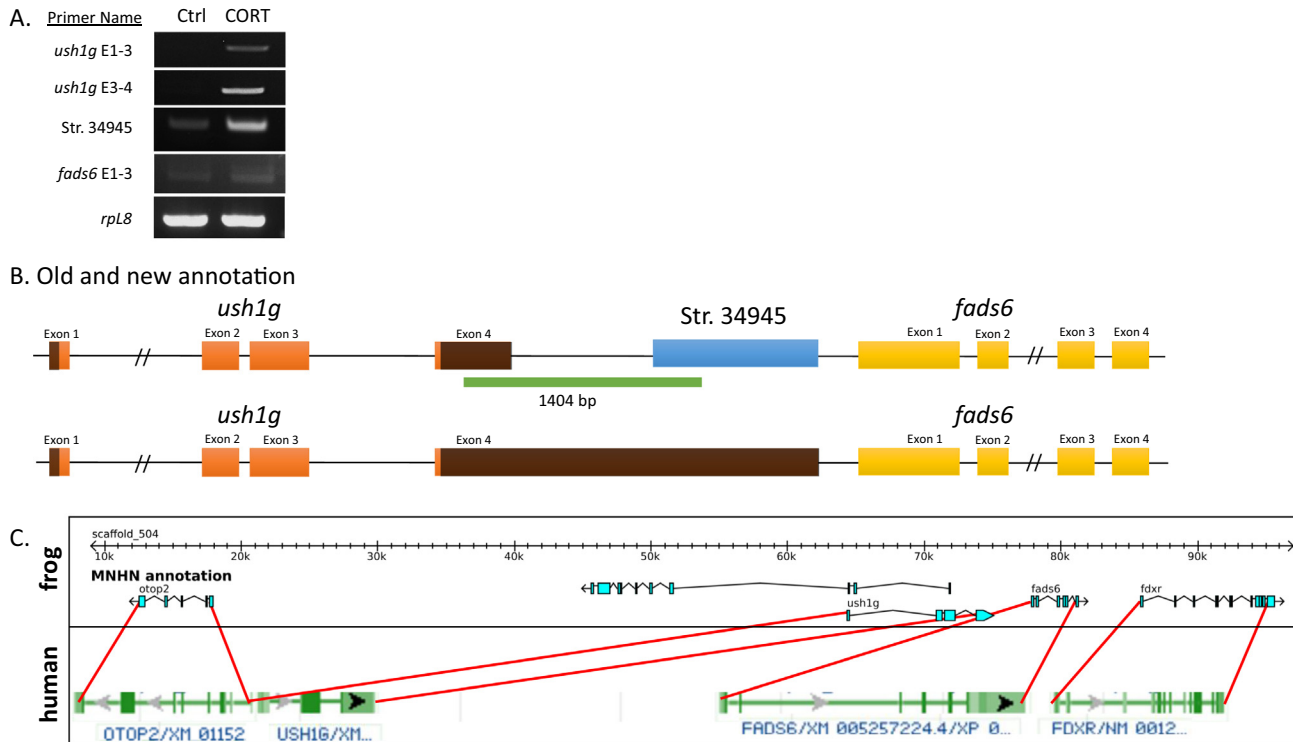 A. Primer Name Ctrl CORT
ush1g E1-3
ush1g E3-4
Str. 34945
fads6 E1-3
rpL8
B. Old and new annotation
ush1g Str. 34945 fads6
Exon 1 Exon 2 Exon 3 Exon 4 Exon 1 Exon 2 Exon 3 Exon 4
1404 bp
ush1g fads6
Exon 1 Exon 2 Exon 3 Exon 4 Exon 1 Exon 2 Exon 3 Exon 4
C.
frog
scaffold_504
10k 20k 30k 40k 50k 60k 70k 80k 90k
MNHN annotation
otop2 ush1g fads6 fdxr
human
OTOP2/XM_01152 USH1G/XM... FADS6/XM_005257224.4/XP_0... FDXR/NM_0012...